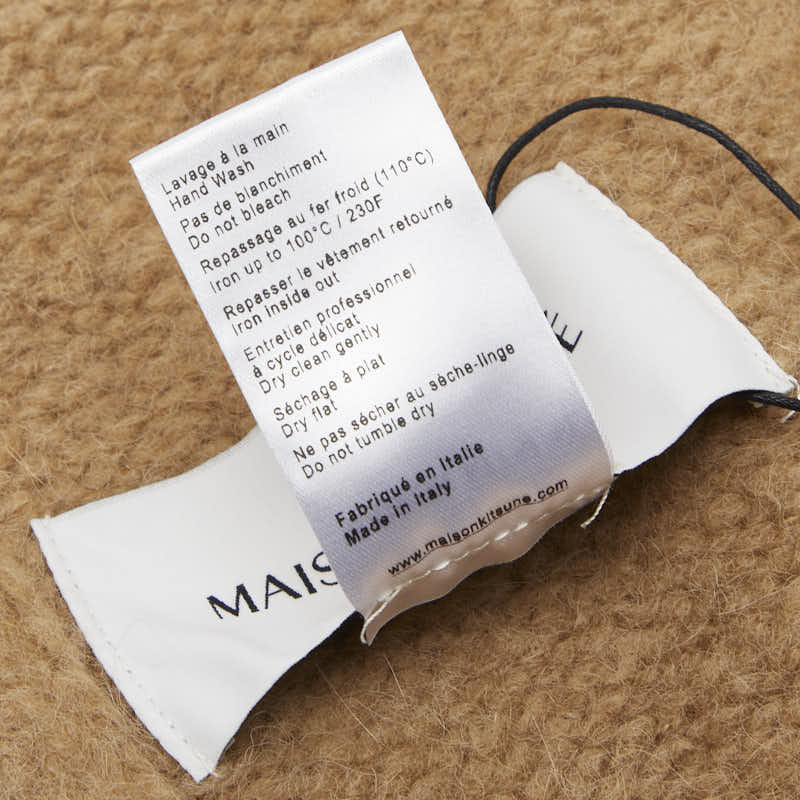 Lavage à la main
Hand Wash
Pas de blanchiment
Do not bleach
Repassage au fer froid (110°C)
Iron up to 100°C / 230F
Repasser le vêtement retourné
Iron inside out
Entretien professionnel
à cycle délicat
Dry clean gently
Séchage à plat
Dry flat
Ne pas sécher au sèche-linge
Do not tumble dry
Fabriqué en Italie
Made in Italy
www.maisonkitsune.com
MAIS
E